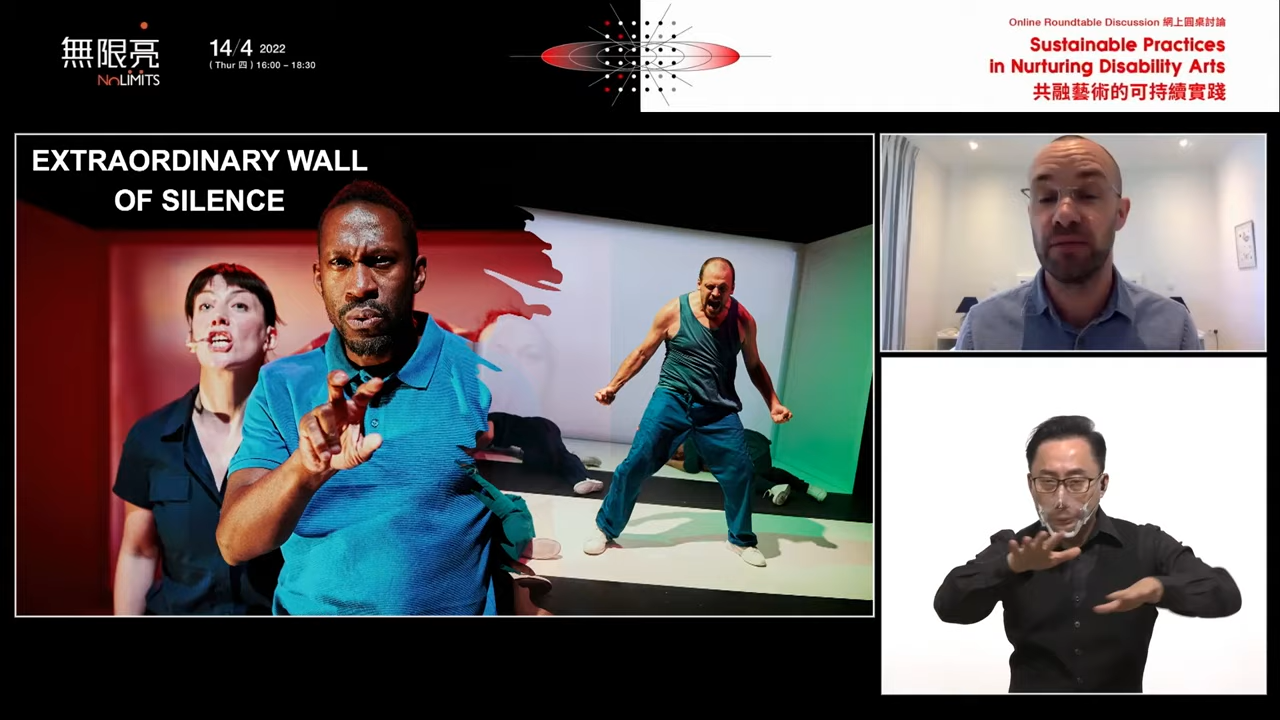 無限亮
NoLIMITS
14/4 2022
( Thur 四 ) 16:00 – 18:30
Online Roundtable Discussion 網上圓桌討論
Sustainable Practices
in Nurturing Disability Arts
共融藝術的可持續實踐
EXTRAORDINARY WALL
OF SILENCE